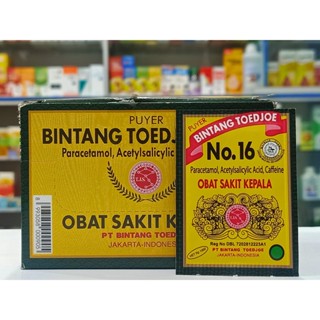 PUYER
BINTANG TOEDJ
Paracetamol, Acetylsalicylic
OBAT SAKIT K
PT BINTANG TOEDJOE
JAKARTA-INDONESIA
PUYER
BINTANG TOEDJOE
No.16
Paracetamol, Acetylsalicylic Acid, Caffeine
OBAT SAKIT KEPALA
PT BINTANG TOEDJOE
JAKARTA-INDONESIA